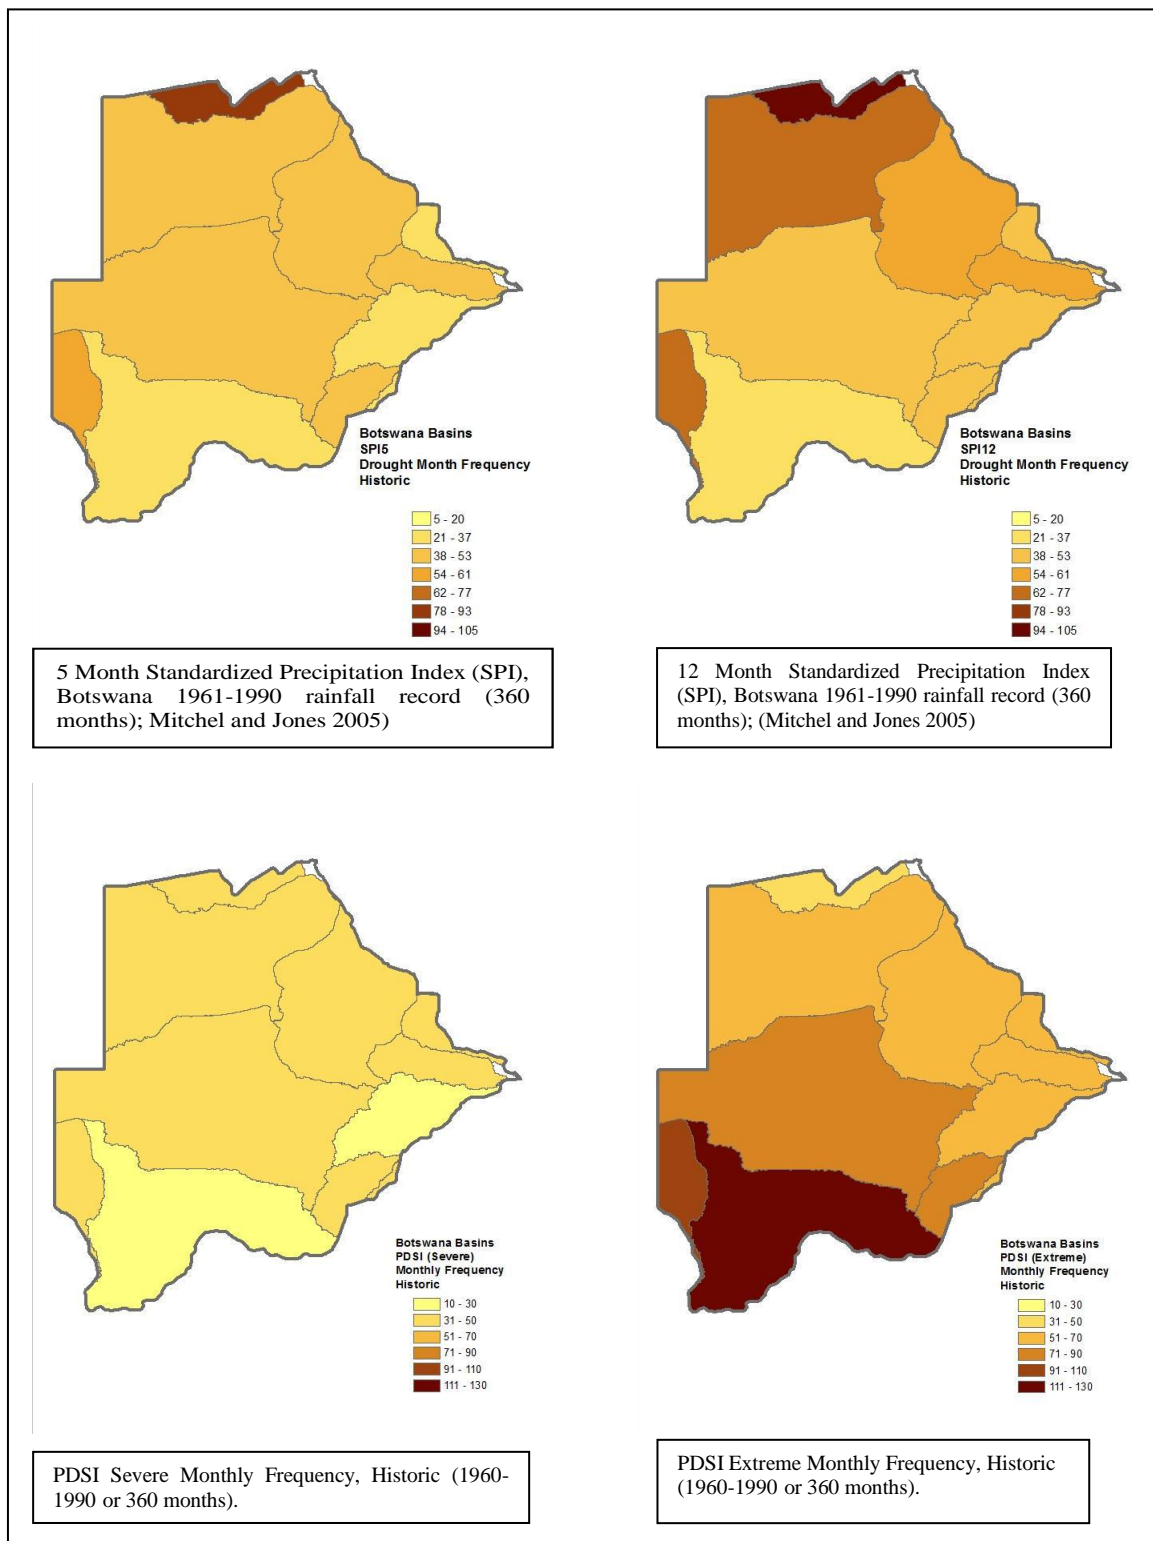 Botswana Basins
SPI5
Drought Month Frequency
Historic
5 - 20
21 - 37
38 - 53
54 - 61
62 - 77
78 - 93
94 - 105
5 Month Standardized Precipitation Index (SPI),
Botswana 1961-1990 rainfall record (360
months); Mitchel and Jones 2005)
Botswana Basins
SPI12
Drought Month Frequency
Historic
5 - 20
21 - 37
38 - 53
54 - 61
62 - 77
78 - 93
94 - 105
12 Month Standardized Precipitation Index
(SPI), Botswana 1961-1990 rainfall record (360
months); (Mitchel and Jones 2005)
Botswana Basins
PDSI (Severe)
Monthly Frequency
Historic
10 - 30
31 - 50
51 - 70
71 - 90
91 - 110
111 - 130
PDSI Severe Monthly Frequency, Historic (1960-
1990 or 360 months).
Botswana Basins
PDSI (Extreme)
Monthly Frequency
Historic
10 - 30
31 - 50
51 - 70
71 - 90
91 - 110
111 - 130
PDSI Extreme Monthly Frequency, Historic
(1960-1990 or 360 months).